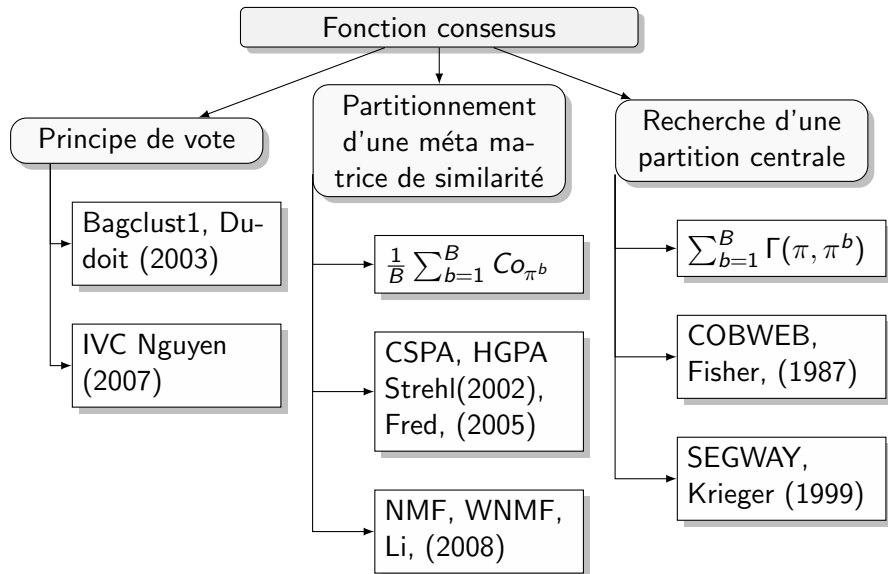 Fonction consensus
Principe de vote
Bagclust1, Du-
doit (2003)
IVC Nguyen
(2007)
Partitionnement
d'une méta ma-
trice de similarité
$\frac{1}{B} \sum_{b=1}^{B} Co_{\pi^b}$
CSPA, HGPA
Strehl(2002),
Fred, (2005)
NMF, WNMF,
Li, (2008)
Recherche d'une
partition centrale
$\sum_{b=1}^{B} \Gamma(\pi, \pi^b)$
COBWEB,
Fisher, (1987)
SEGWAY,
Krieger (1999)